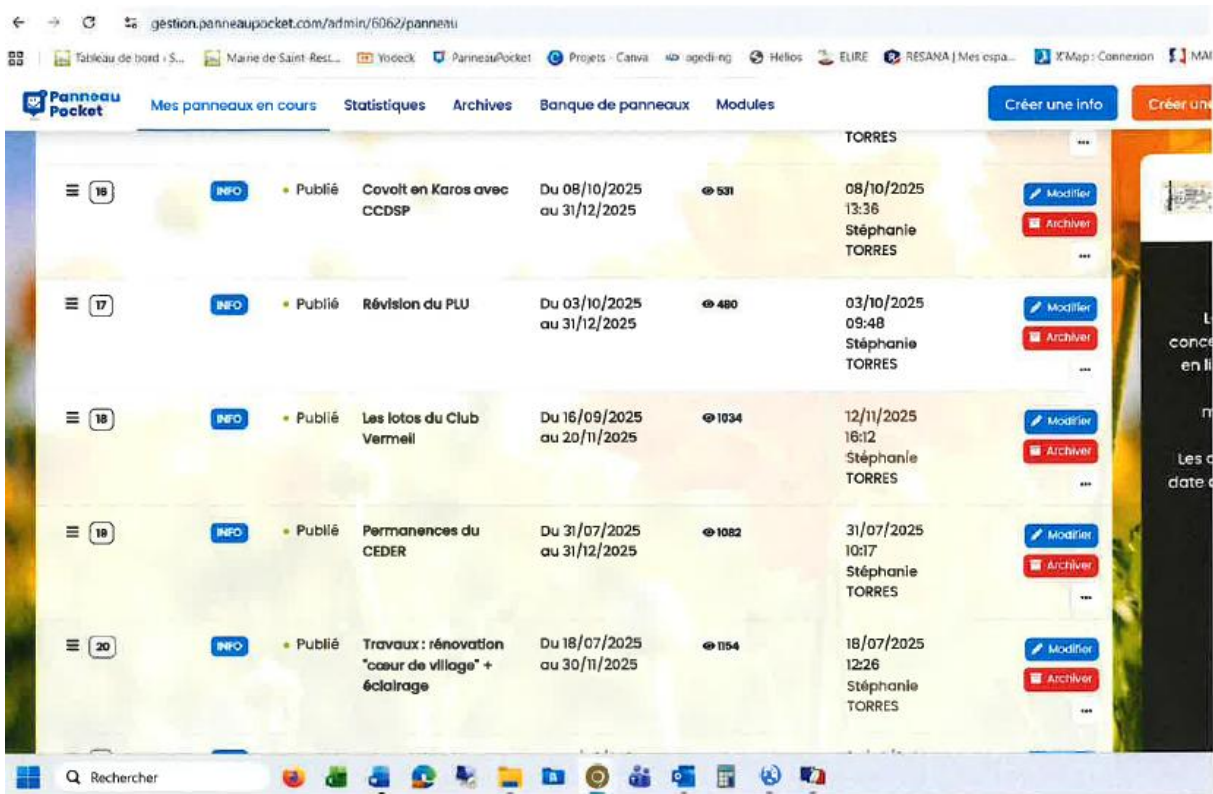 gestion.panneaupocket.com/admin/6062/panneau
Tableau de bord ‹ S... Mairie de Saint-Rest... Yodeck PanneauPocket Projets - Canva agedi-ng Helios ELIRE RESANA | Mes espa... X'Map : Connexion MAI
Panneau Pocket Mes panneaux en cours Statistiques Archives Banque de panneaux Modules Créer une info Créer une
TORRES
...
16 INFO Publié Covoit en Karos avec Du 08/10/2025 531 08/10/2025 Modifier
CCDSP au 31/12/2025 13:36 Archiver
Stéphanie
TORRES ...
17 INFO Publié Révision du PLU Du 03/10/2025 480 03/10/2025 Modifier
au 31/12/2025 09:48 Archiver
Stéphanie conce
TORRES ... en li
18 INFO Publié Les lotos du Club Du 16/09/2025 1034 12/11/2025 Modifier
Vermeil au 20/11/2025 16:12 Archiver
Stéphanie Les
TORRES ... date
19 INFO Publié Permanences du Du 31/07/2025 1082 31/07/2025 Modifier
CEDER au 31/12/2025 10:17 Archiver
Stéphanie
TORRES ...
20 INFO Publié Travaux : rénovation Du 18/07/2025 1154 18/07/2025 Modifier
"cœur de village" + au 30/11/2025 12:26 Archiver
éclairage Stéphanie
TORRES ...
Rechercher